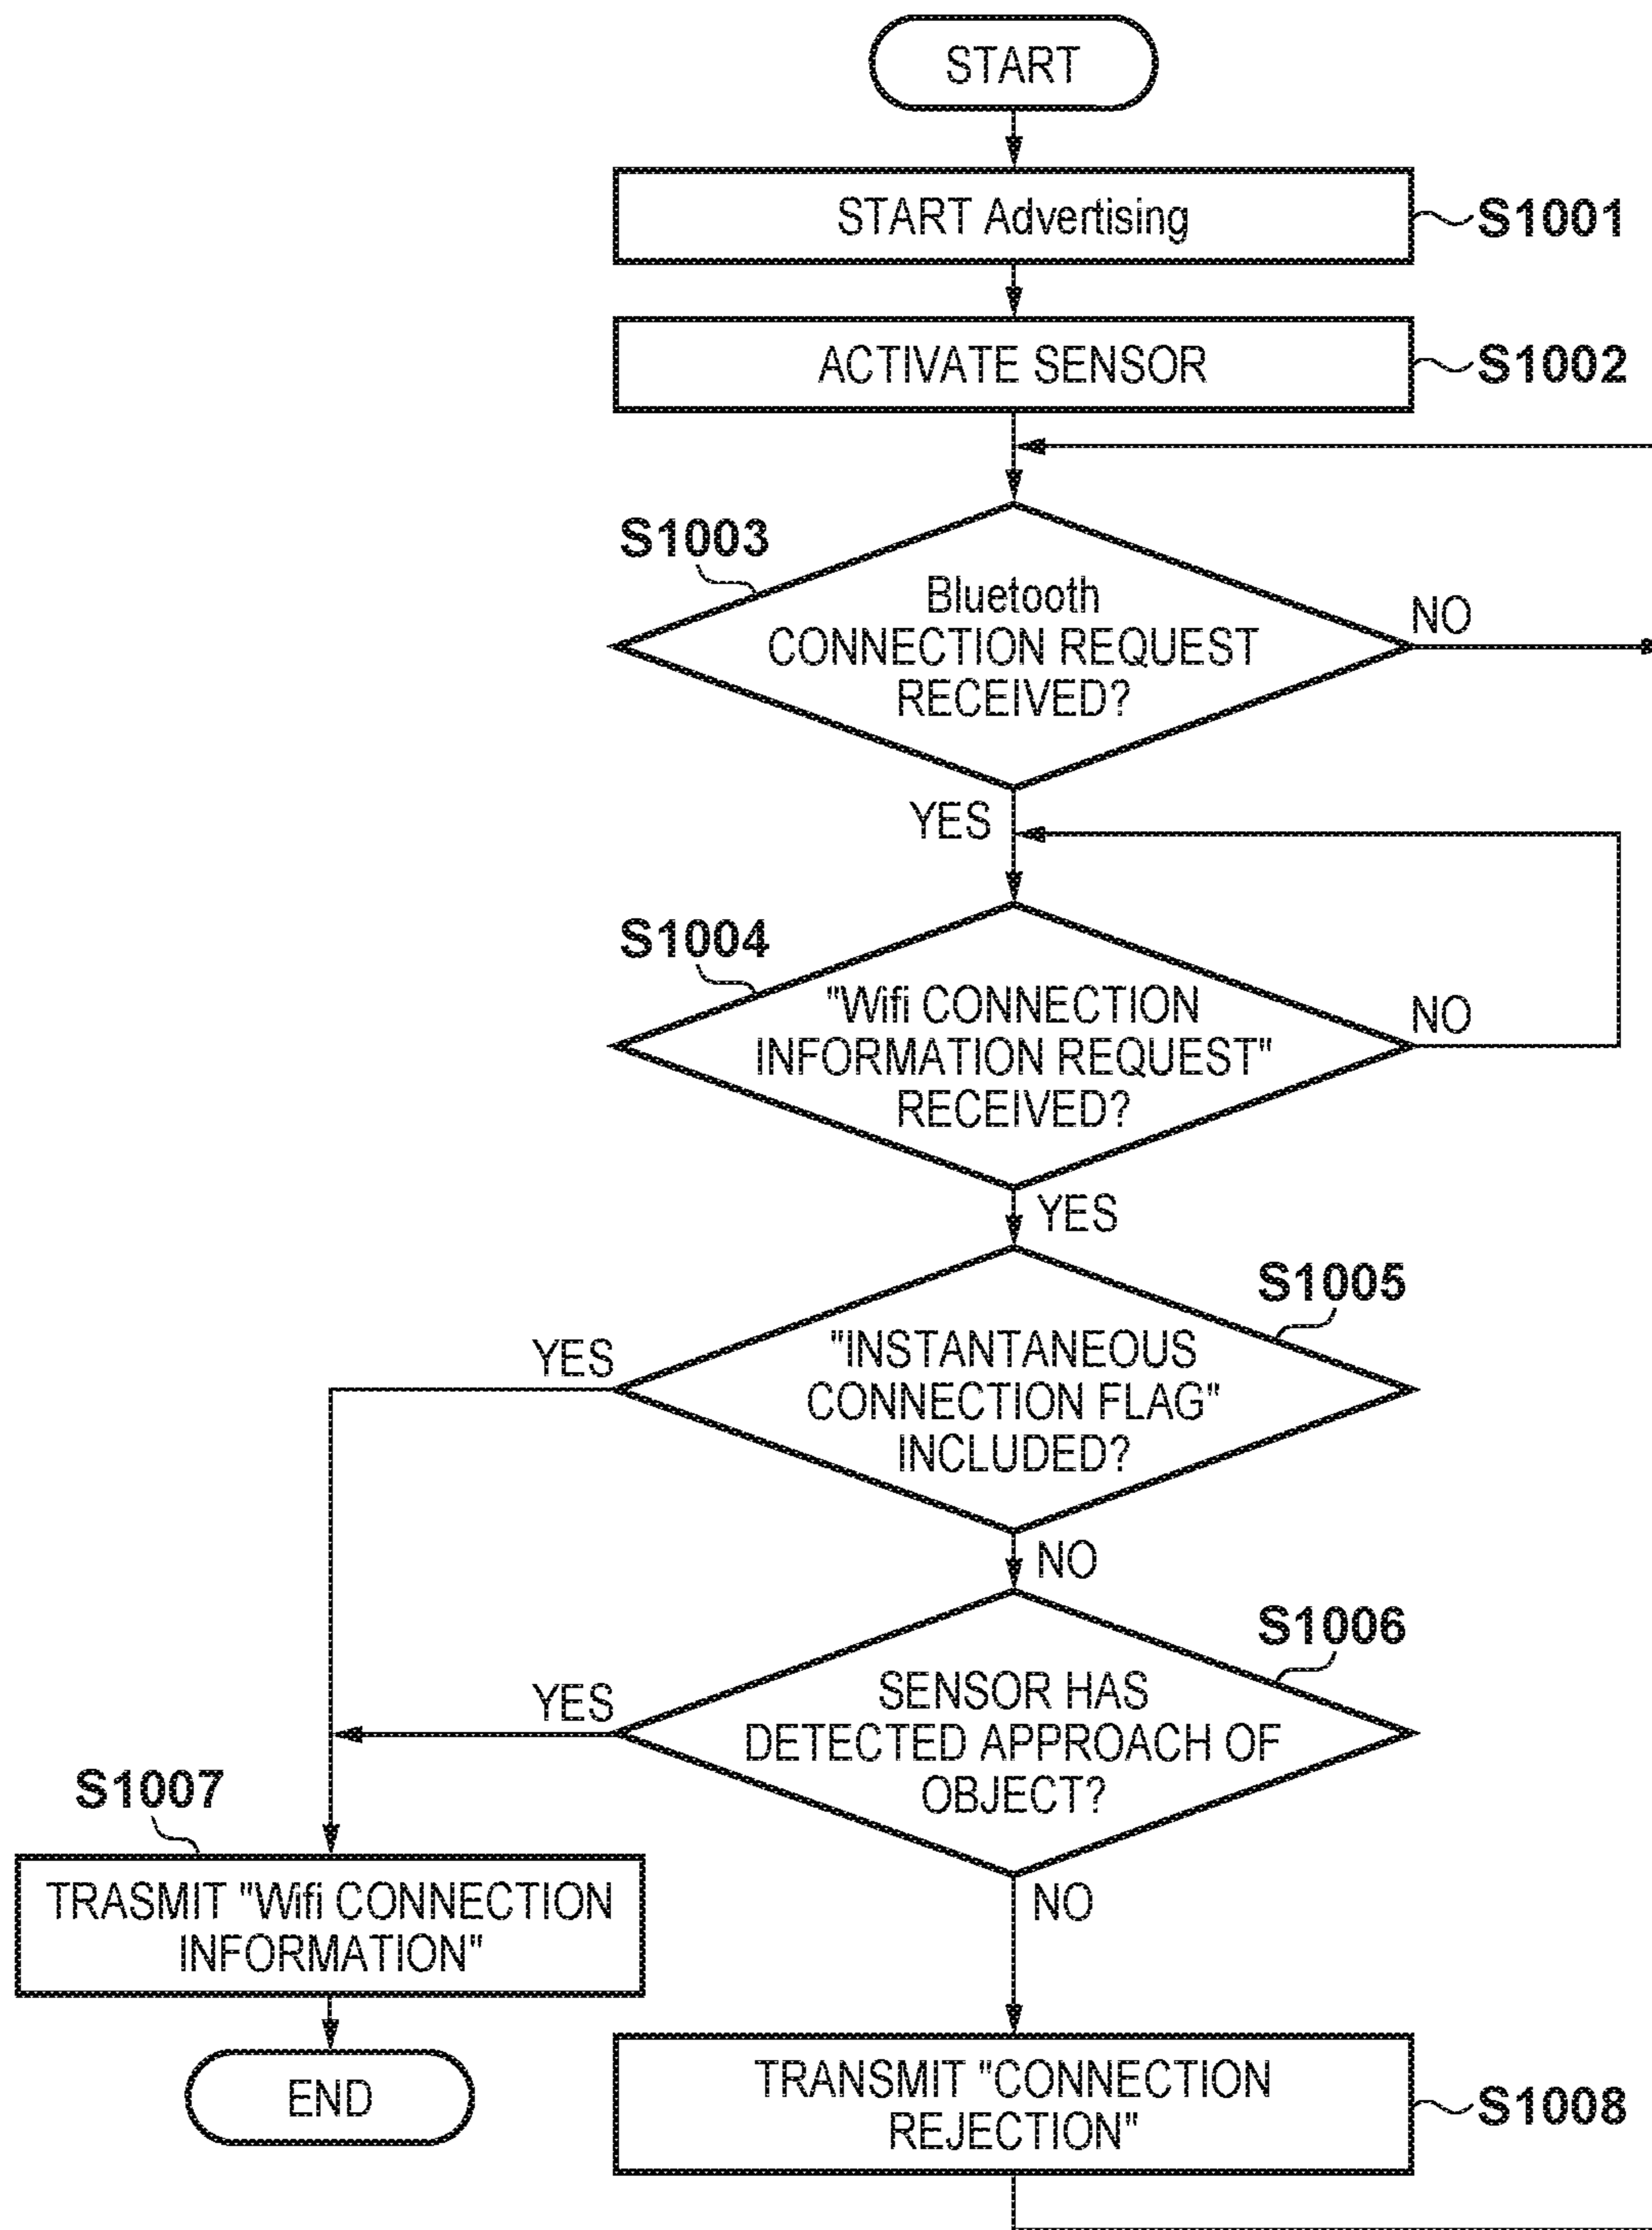 START
START Advertising
S1001
ACTIVATE SENSOR
S1002
S1003
Bluetooth
CONNECTION REQUEST
RECEIVED?
NO
YES
S1004
"Wifi CONNECTION
INFORMATION REQUEST"
RECEIVED?
NO
YES
S1005
"INSTANTANEOUS
CONNECTION FLAG"
INCLUDED?
YES
NO
S1006
SENSOR HAS
DETECTED APPROACH OF
OBJECT?
YES
NO
S1007
TRASMIT "Wifi CONNECTION
INFORMATION"
END
TRANSMIT "CONNECTION
REJECTION"
S1008